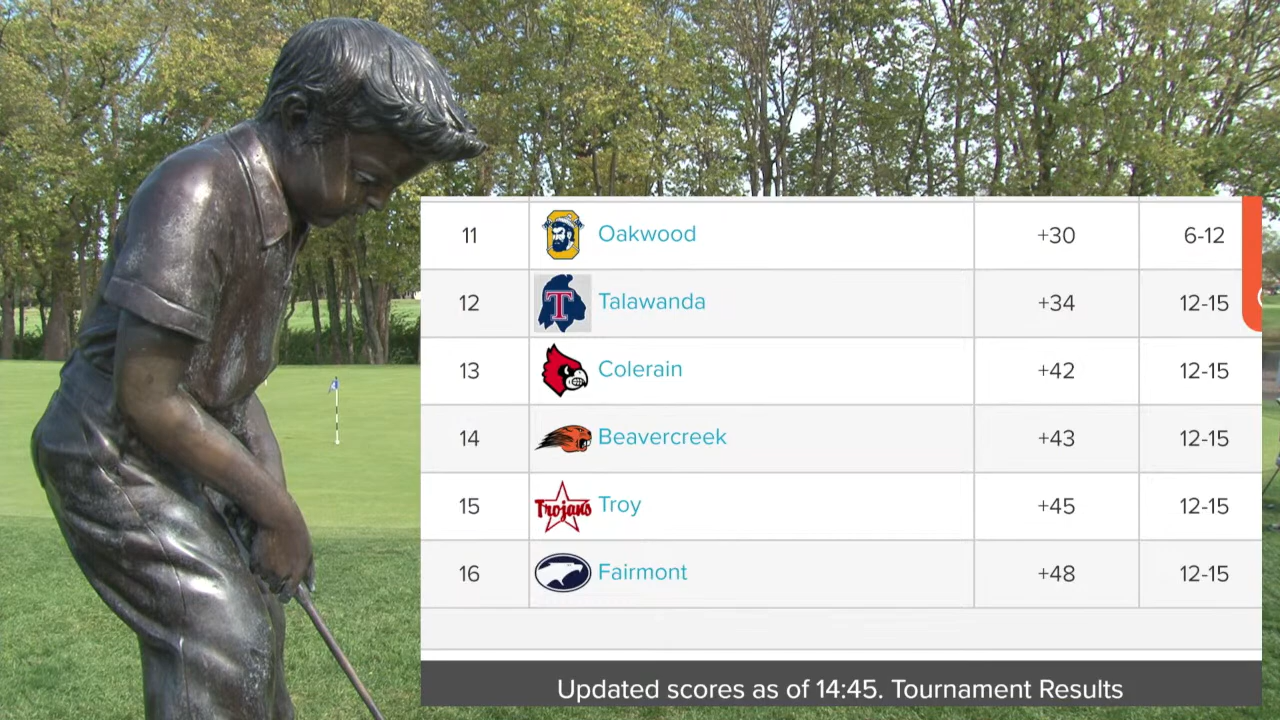 11 Oakwood +30 6-12
12 T Talawanda +34 12-15
13 Colerain +42 12-15
14 Beavercreek +43 12-15
15 Trojans Troy +45 12-15
16 Fairmont +48 12-15
Updated scores as of 14:45. Tournament Results